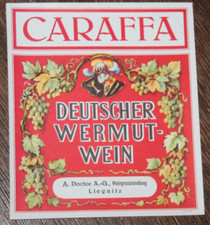 CARAFFA
DEUTSCHER
WERMUT-
WEIN
A. Doctor A.-G., Weingrosshandlung
Liegnitz